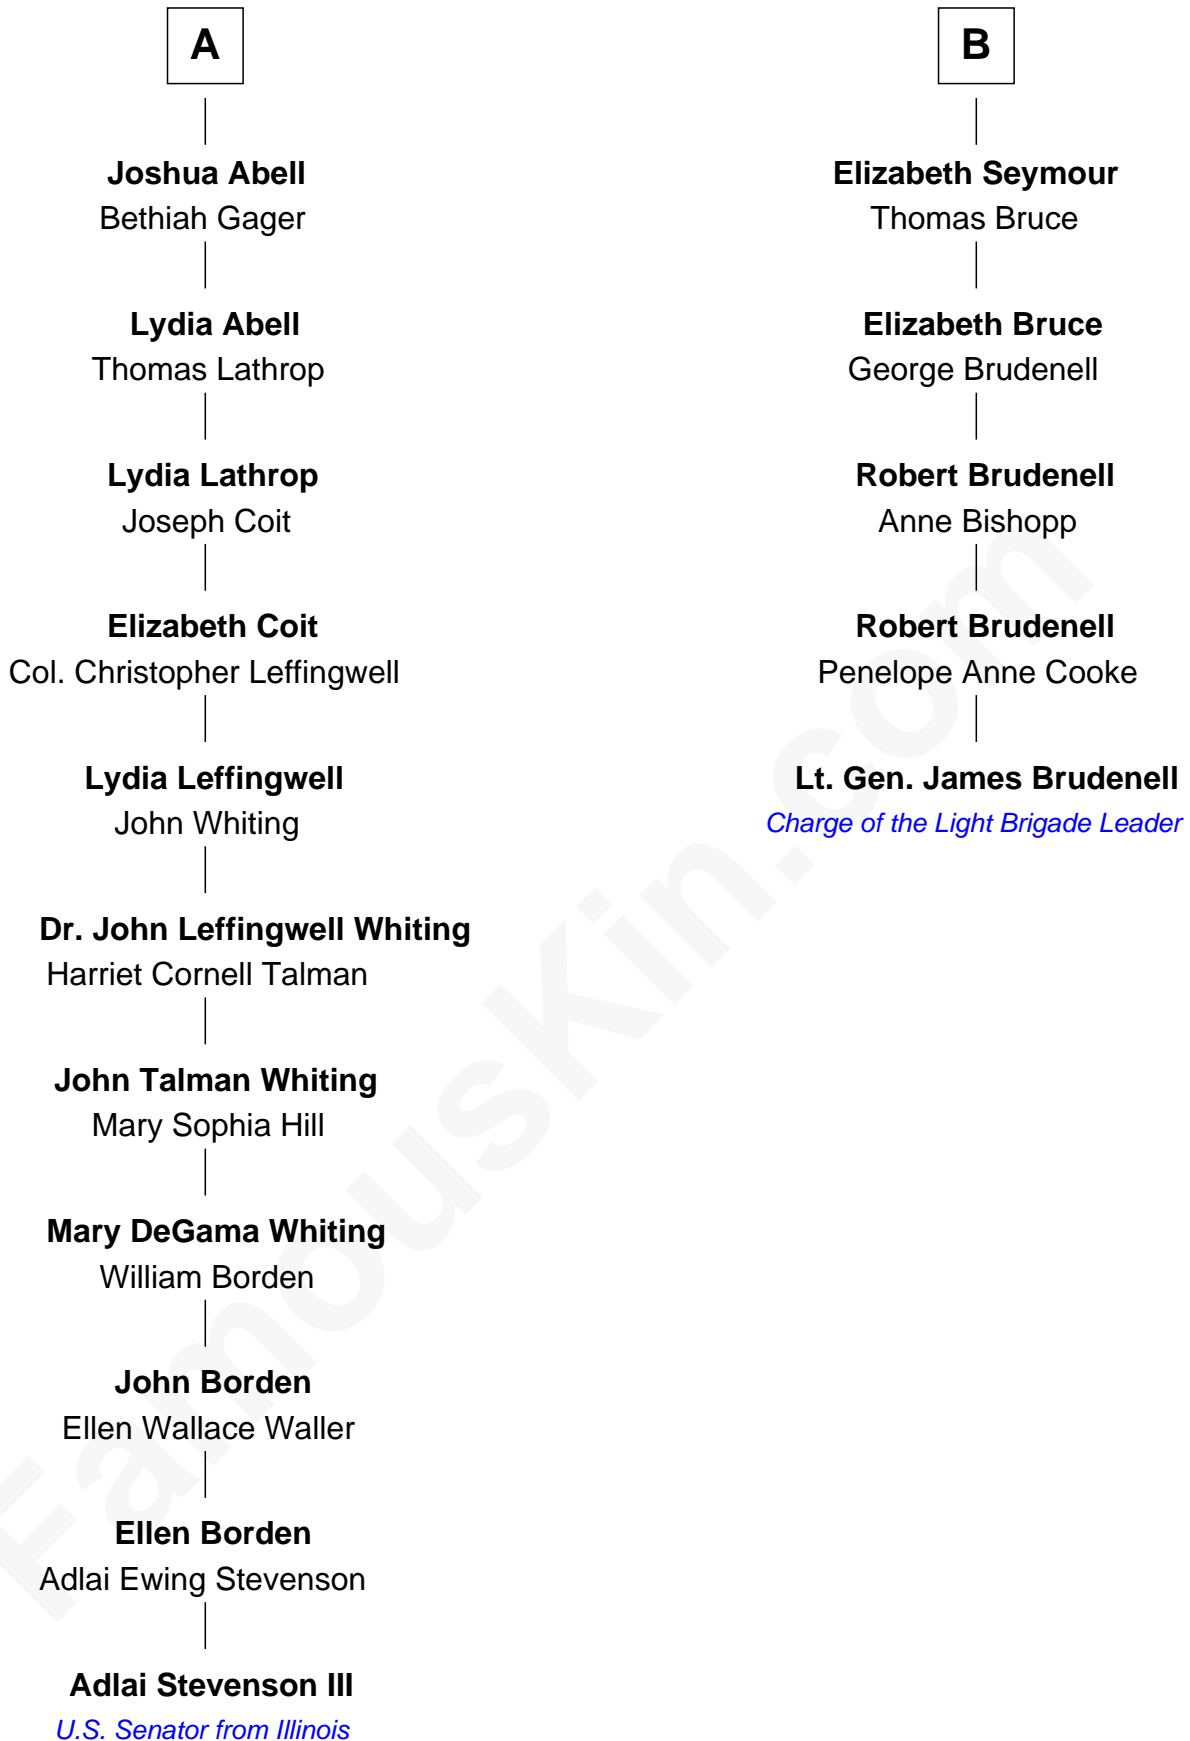 A
Joshua Abell
Bethiah Gager
Lydia Abell
Thomas Lathrop
Lydia Lathrop
Joseph Coit
Elizabeth Coit
Col. Christopher Leffingwell
Lydia Leffingwell
John Whiting
Dr. John Leffingwell Whiting
Harriet Cornell Talman
John Talman Whiting
Mary Sophia Hill
Mary DeGama Whiting
William Borden
John Borden
Ellen Wallace Waller
Ellen Borden
Adlai Ewing Stevenson
Adlai Stevenson III
U.S. Senator from Illinois
B
Elizabeth Seymour
Thomas Bruce
Elizabeth Bruce
George Brudenell
Robert Brudenell
Anne Bishopp
Robert Brudenell
Penelope Anne Cooke
Lt. Gen. James Brudenell
Charge of the Light Brigade Leader
FamousKin.com